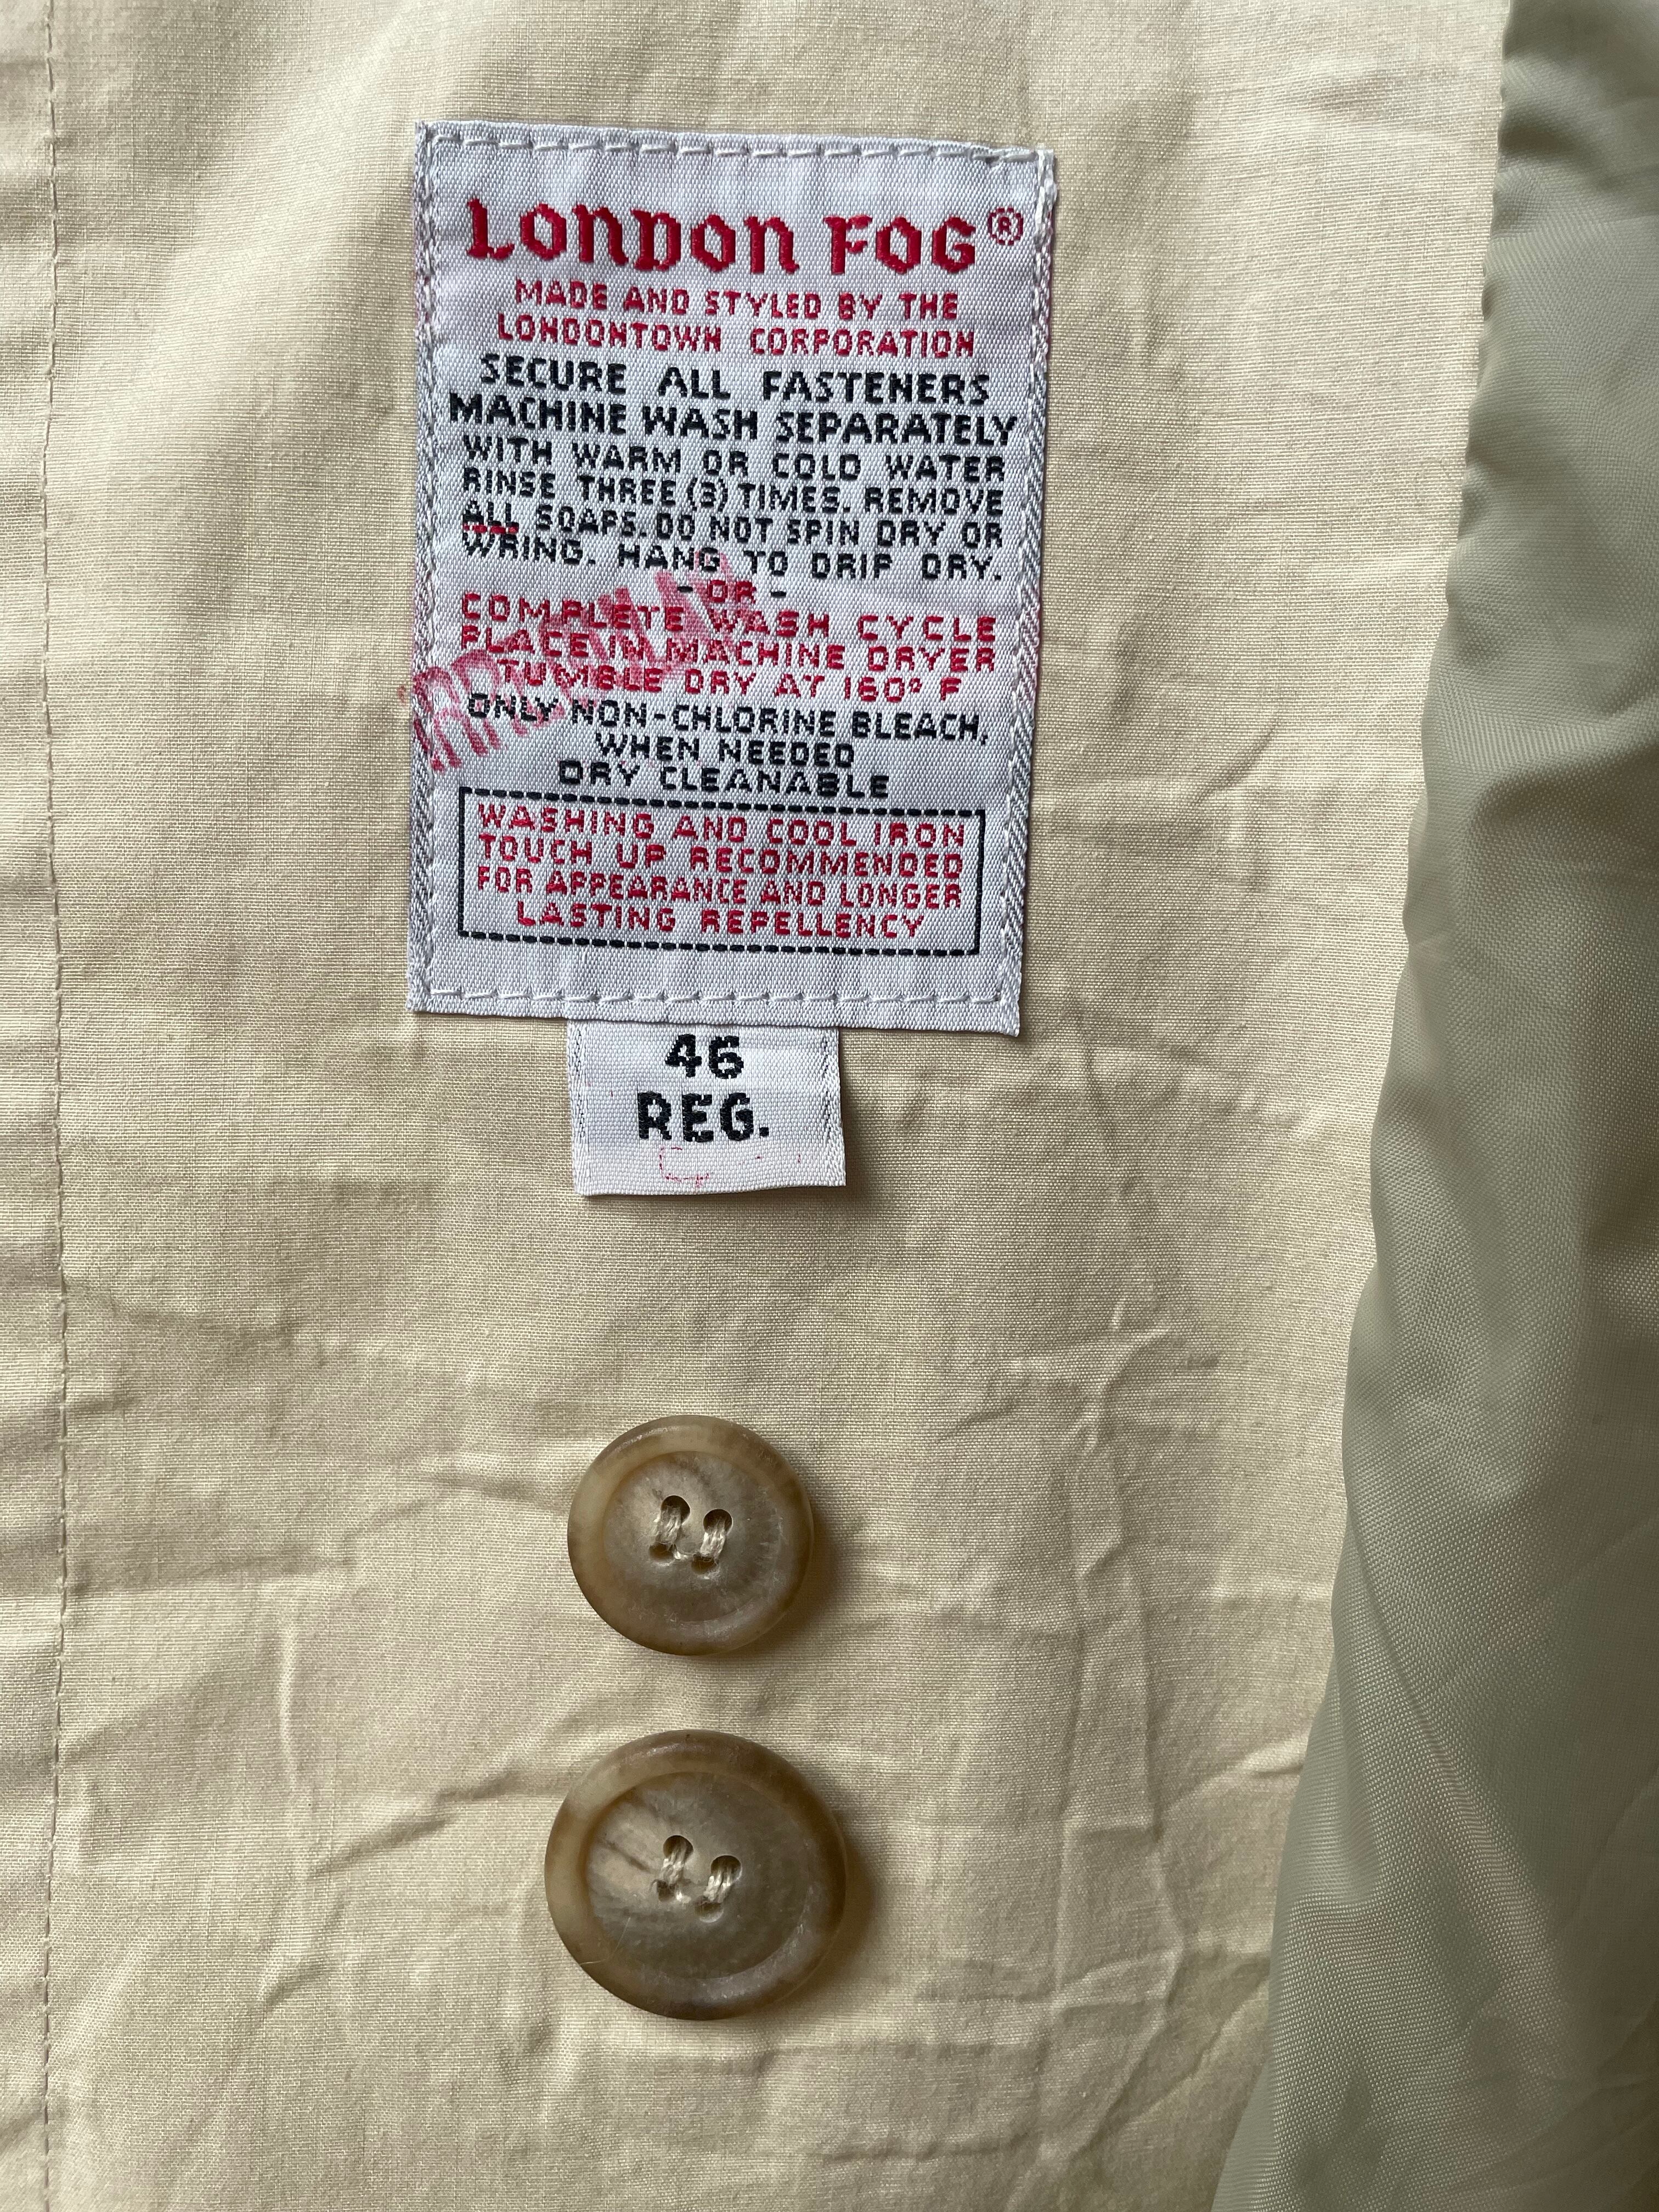 LONDON FOG®
MADE AND STYLED BY THE
LONDONTOWN CORPORATION
SECURE ALL FASTENERS
MACHINE WASH SEPARATELY
WITH WARM OR COLD WATER
RINSE THREE (3) TIMES. REMOVE
ALL SOAPS. DO NOT SPIN DRY OR
WRING. HANG TO DRIP DRY.
- OR -
COMPLETE WASH CYCLE
PLACE IN MACHINE DRYER
TUMBLE DRY AT 160° F
ONLY NON-CHLORINE BLEACH,
WHEN NEEDED
DRY CLEANABLE
WASHING AND COOL IRON
TOUCH UP RECOMMENDED
FOR APPEARANCE AND LONGER
LASTING REPELLENCY
46
REG.